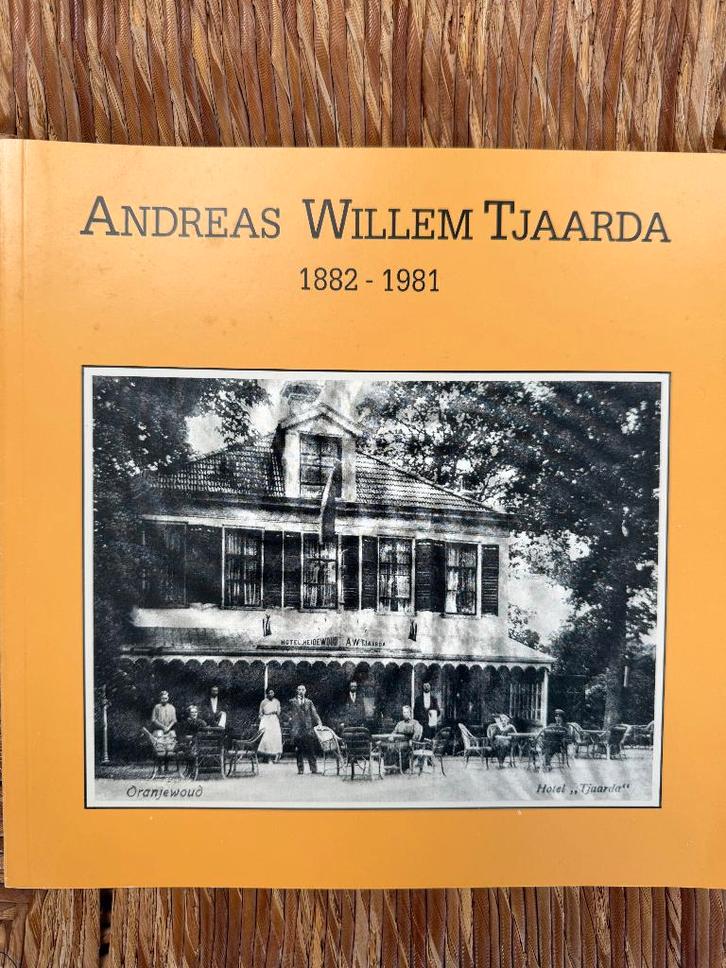 ANDREAS WILLEM TJAARDA
1882 - 1981
HOTEL HEIDEWOUD A.W TJAARDA
Oranjewoud
Hotel „Tjaarda“